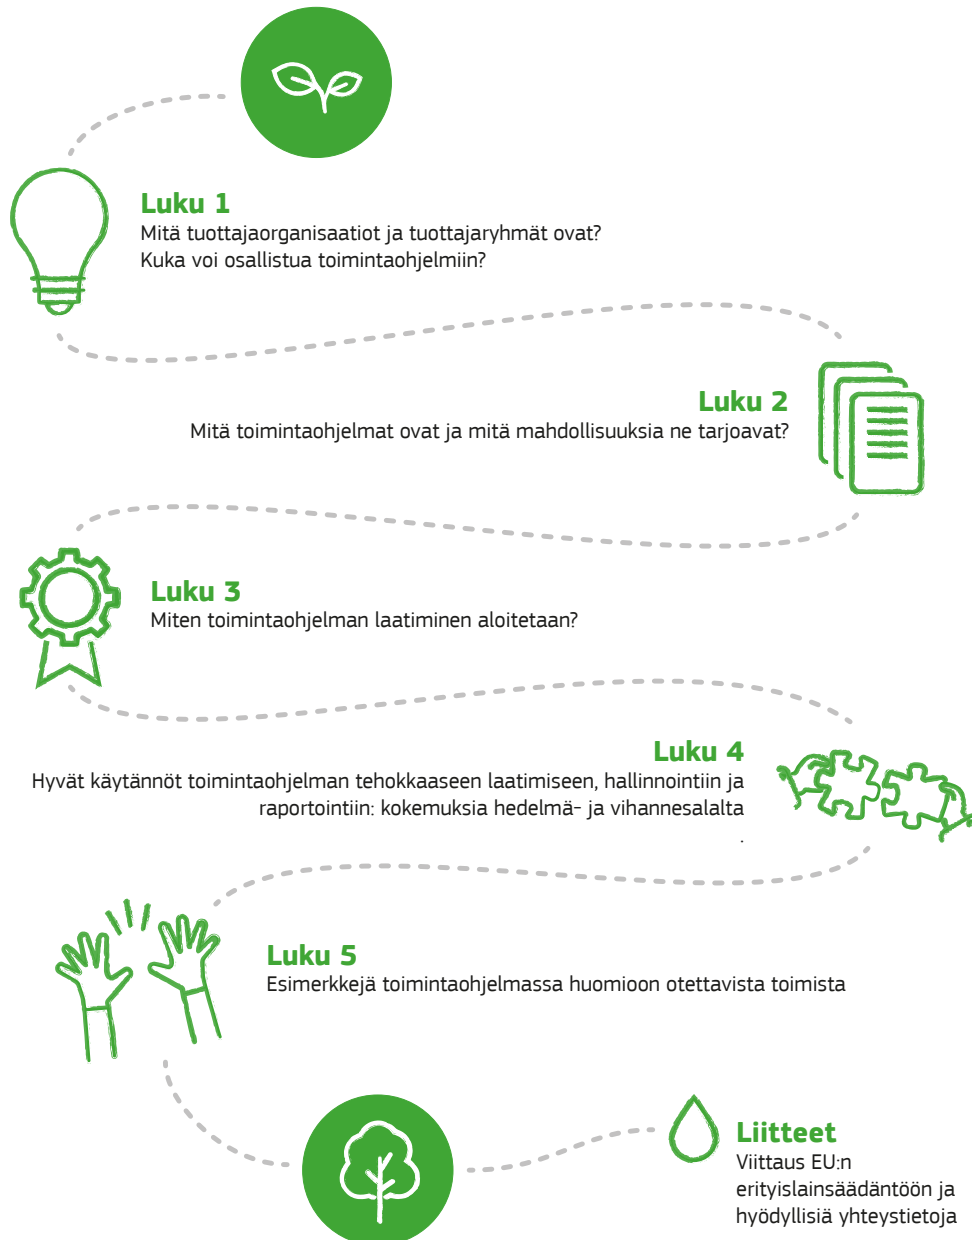 Luku 1
Mitä tuottajaorganisaatiot ja tuottajaryhmät ovat?
Kuka voi osallistua toimintaohjelmiin?
Luku 2
Mitä toimintaohjelmat ovat ja mitä mahdollisuuksia ne tarjoavat?
Luku 3
Miten toimintaohjelman laatiminen aloitetaan?
Luku 4
Hyvät käytännöt toimintaohjelman tehokkaaseen laatimiseen, hallinnointiin ja
raportointiin: kokemuksia hedelmä- ja vihannesalalta
.
Luku 5
Esimerkkejä toimintaohjelmassa huomioon otettavista toimista
Liitteet
Viittaus EU:n
erityislainsäädäntöön ja
hyödyllisiä yhteystietoja